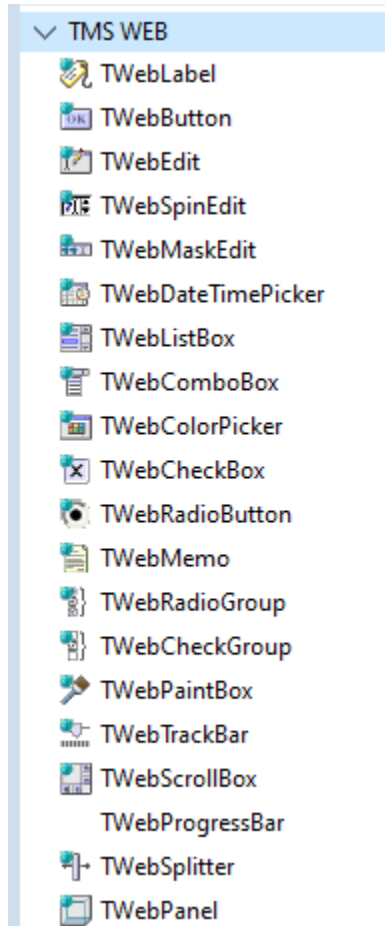 TMS WEB
TWebLabel
TWebButton
TWebEdit
TWebSpinEdit
TWebMaskEdit
TWebDateTimePicker
TWebListBox
TWebComboBox
TWebColorPicker
TWebCheckBox
TWebRadioButton
TWebMemo
TWebRadioGroup
TWebCheckGroup
TWebPaintBox
TWebTrackBar
TWebScrollBox
TWebProgressBar
TWebSplitter
TWebPanel